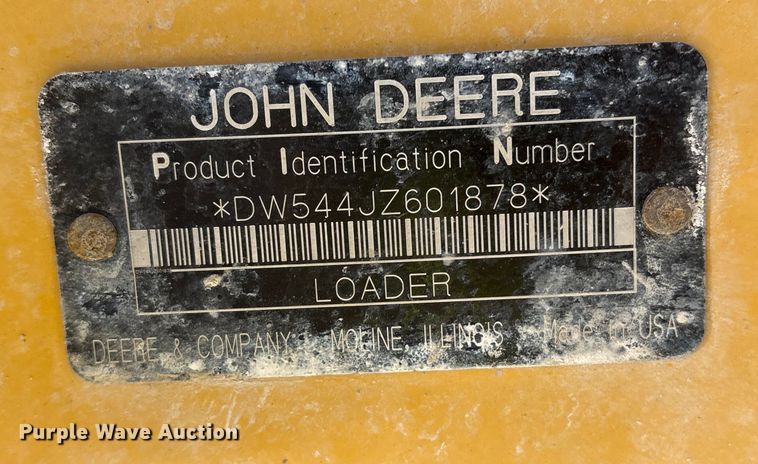 JOHN DEERE
Product Identification Number
*DW544JZ601878*
LOADER
DEERE & COMPANY, MOLINE, ILLINOIS Made in USA
Purple Wave Auction